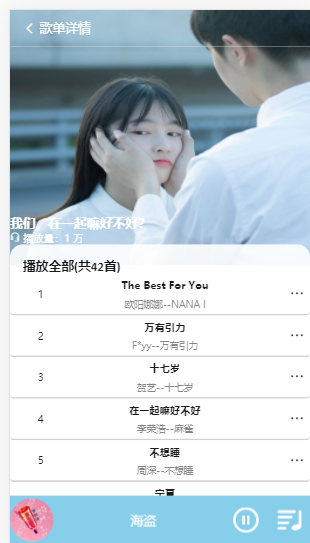 歌单详情
我们，在一起嘛好不好?
播放量：1 万
播放全部(共42首)
1
The Best For You
欧阳娜娜--NANA I
2
万有引力
F*yy--万有引力
3
十七岁
贺艺--十七岁
4
在一起嘛好不好
李荣浩--麻雀
5
不想睡
周深--不想睡
宁夏
海盗